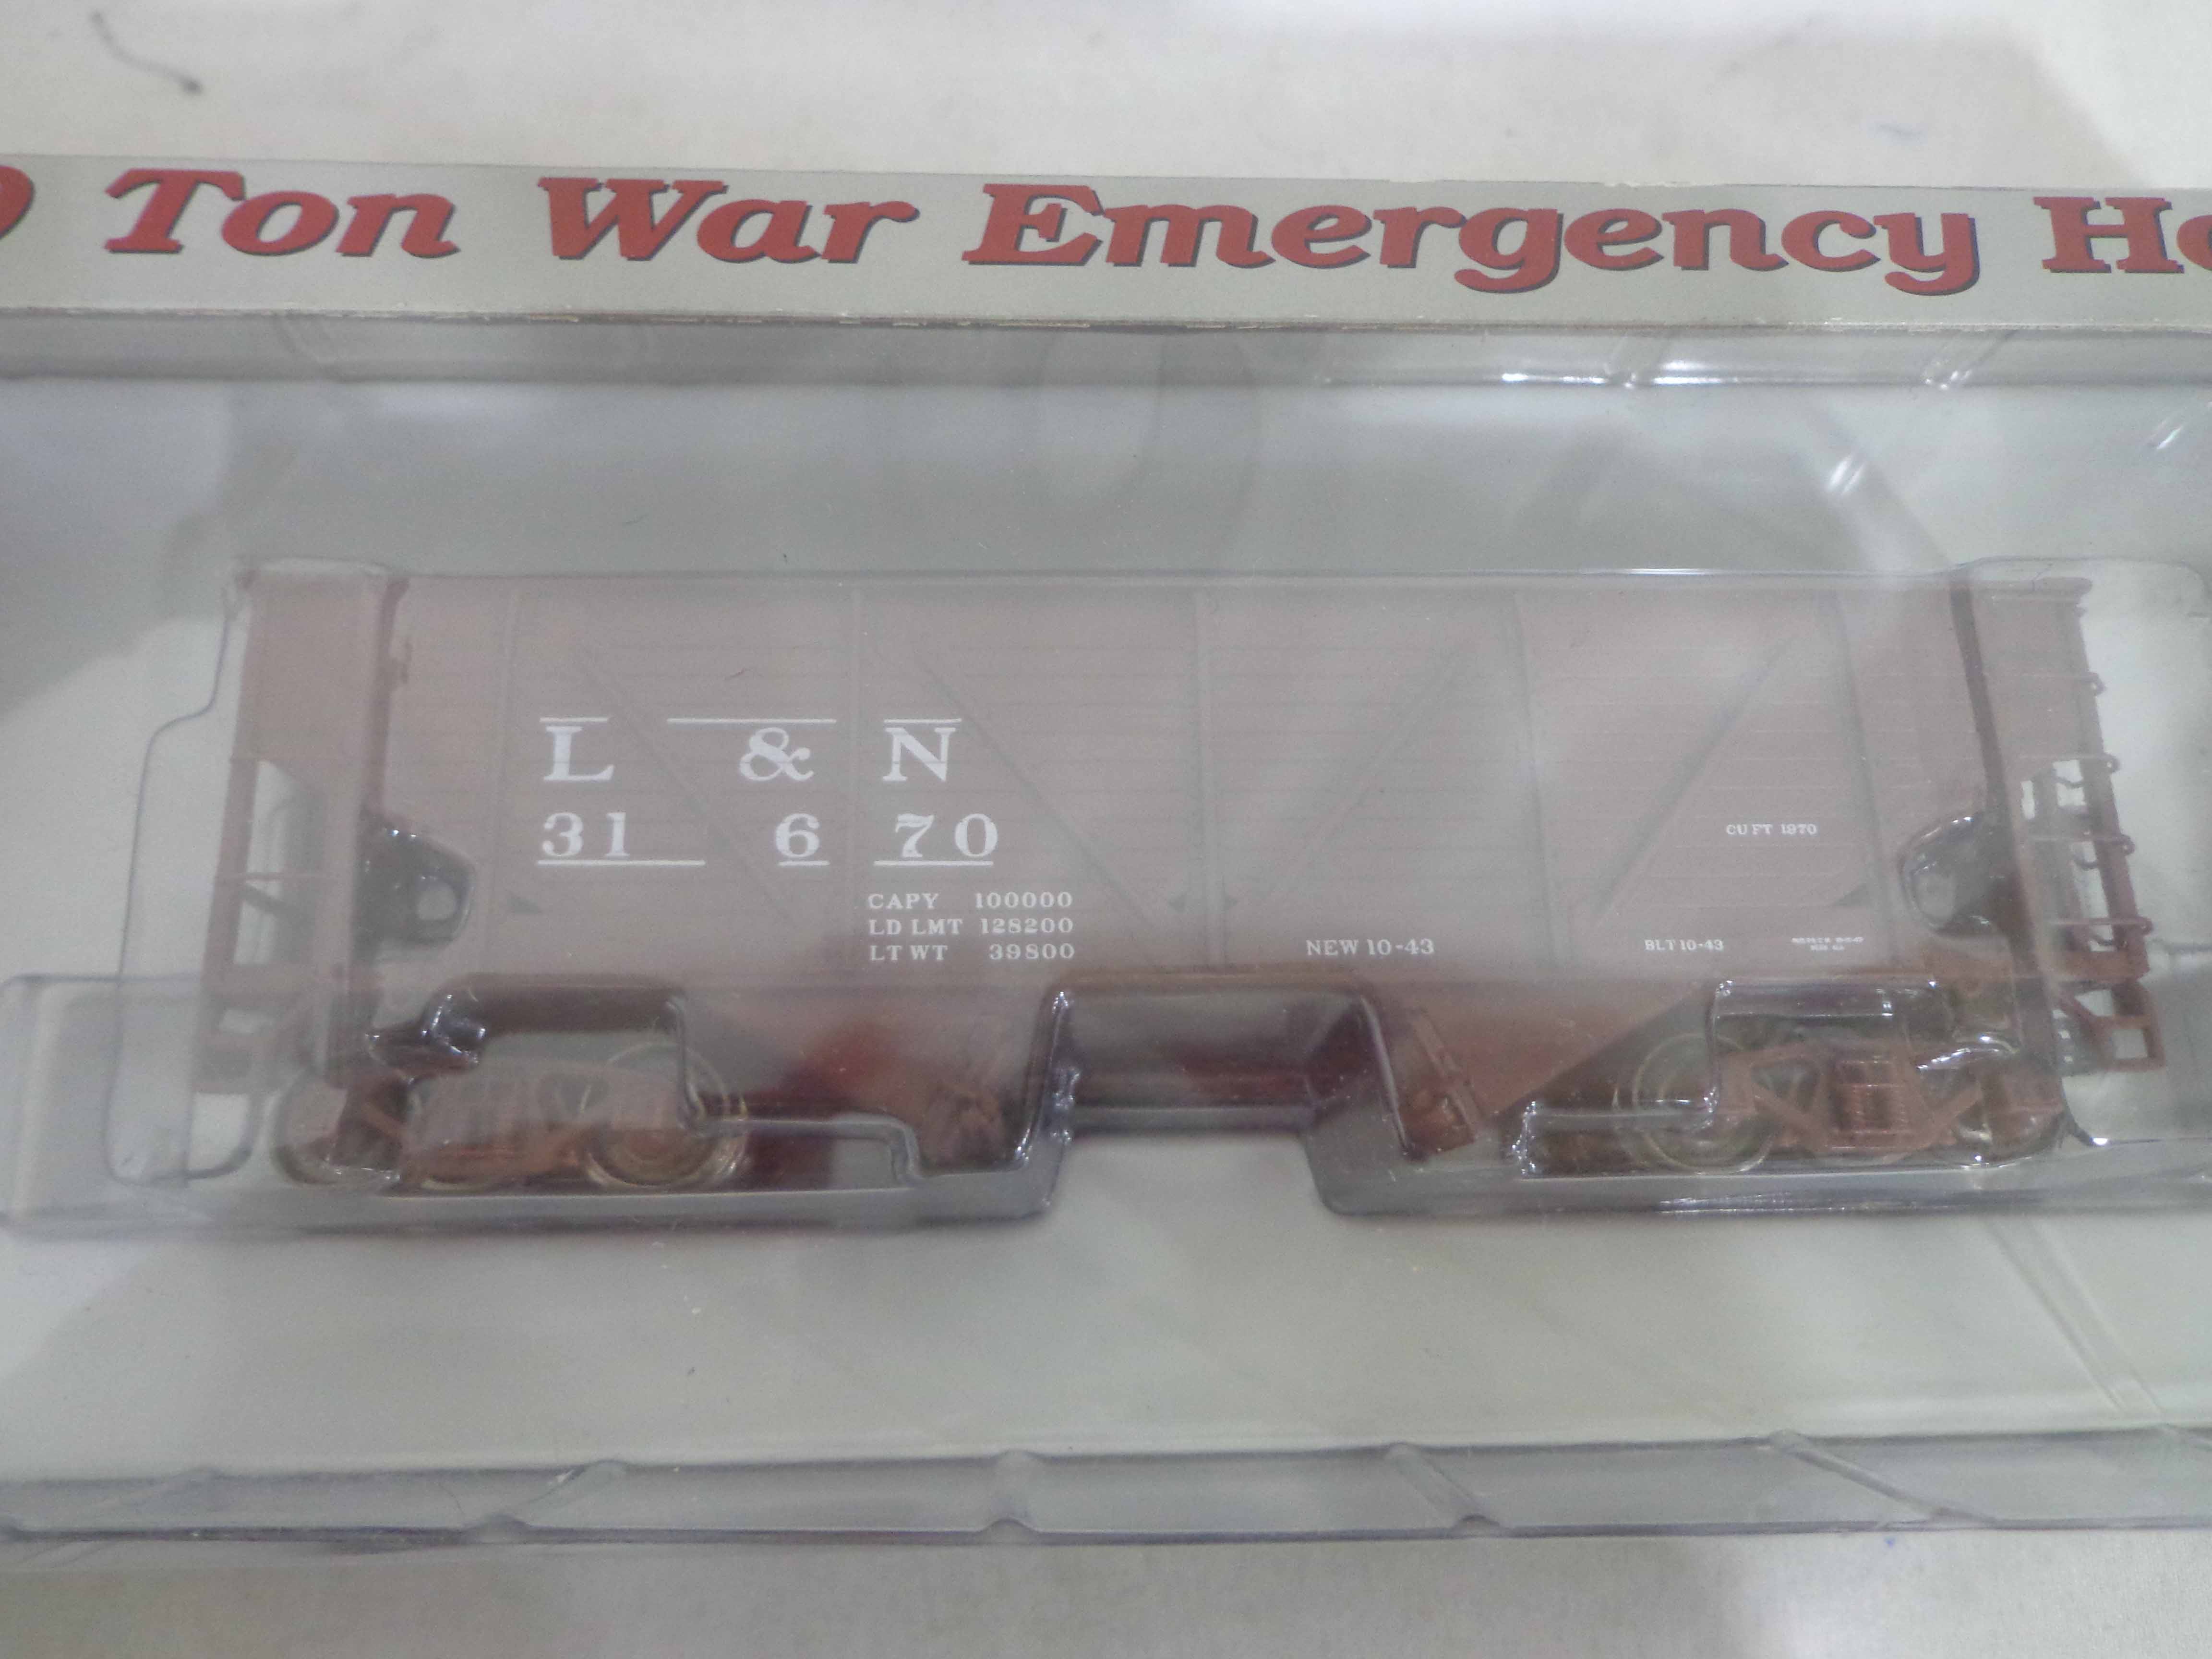 Ton War Emergency
L & N
31 6 70
CU FT 1970
CAPY 100000
LD LMT 128200
LT WT 39800
NEW 10-43
BLT 10-43